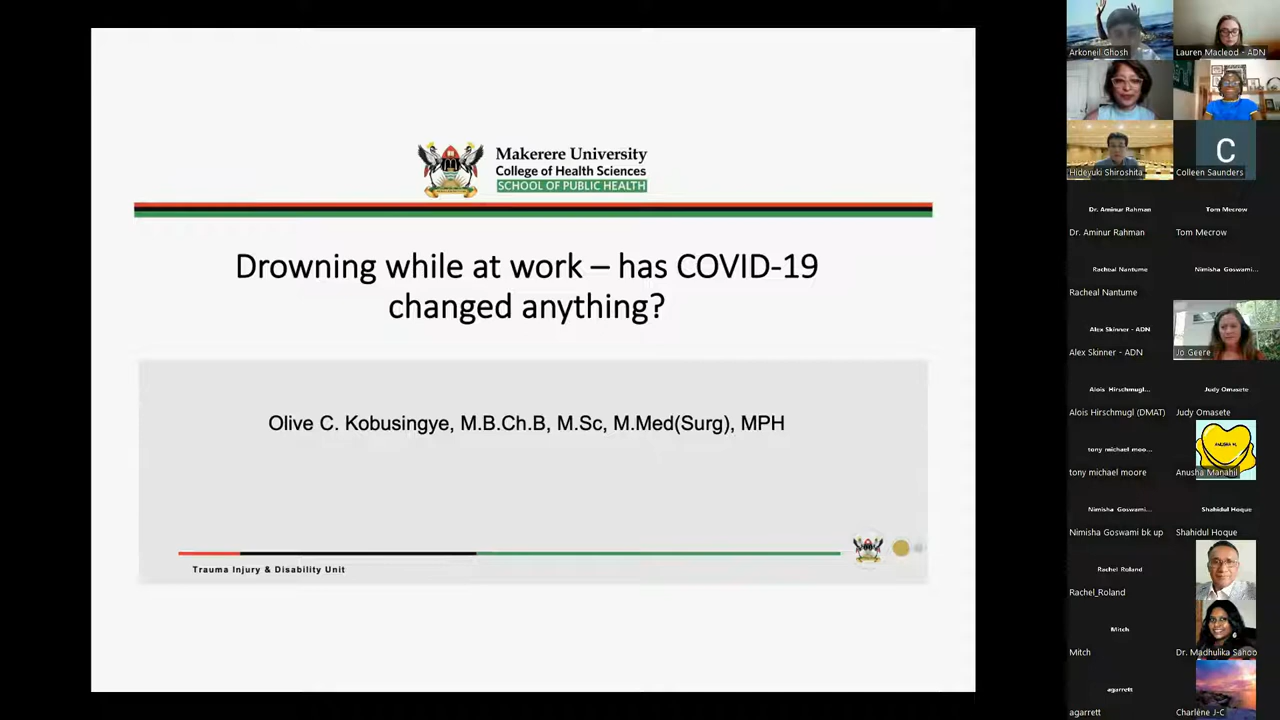 Makerere University
College of Health Sciences
SCHOOL OF PUBLIC HEALTH
Drowning while at work – has COVID-19
changed anything?
Olive C. Kobusingye, M.B.Ch.B, M.Sc, M.Med(Surg), MPH
Trauma Injury & Disability Unit
Arkoneil Ghosh
Lauren Macleod - ADN
Hideyuki Shiroshita
C
Colleen Saunders
Dr. Aminur Rahman
Tom Mecrow
Dr. Aminur Rahman
Tom Mecrow
Racheal Nantume
Nimisha Goswami...
Racheal Nantume
Alex Skinner - ADN
Alex Skinner - ADN
Jo Geere
Alois Hirschmugl...
Judy Omasete
Alois Hirschmugl (DMAT)
Judy Omasete
tony michael moo...
tony michael moore
Anusha Manahil
Nimisha Goswami...
Shahidul Hoque
Nimisha Goswami bk up
Shahidul Hoque
Rachel Roland
Rachel_Roland
Mitch
Mitch
Dr. Madhulika Sahoo
agarrett
agarrett
Charlène J-C